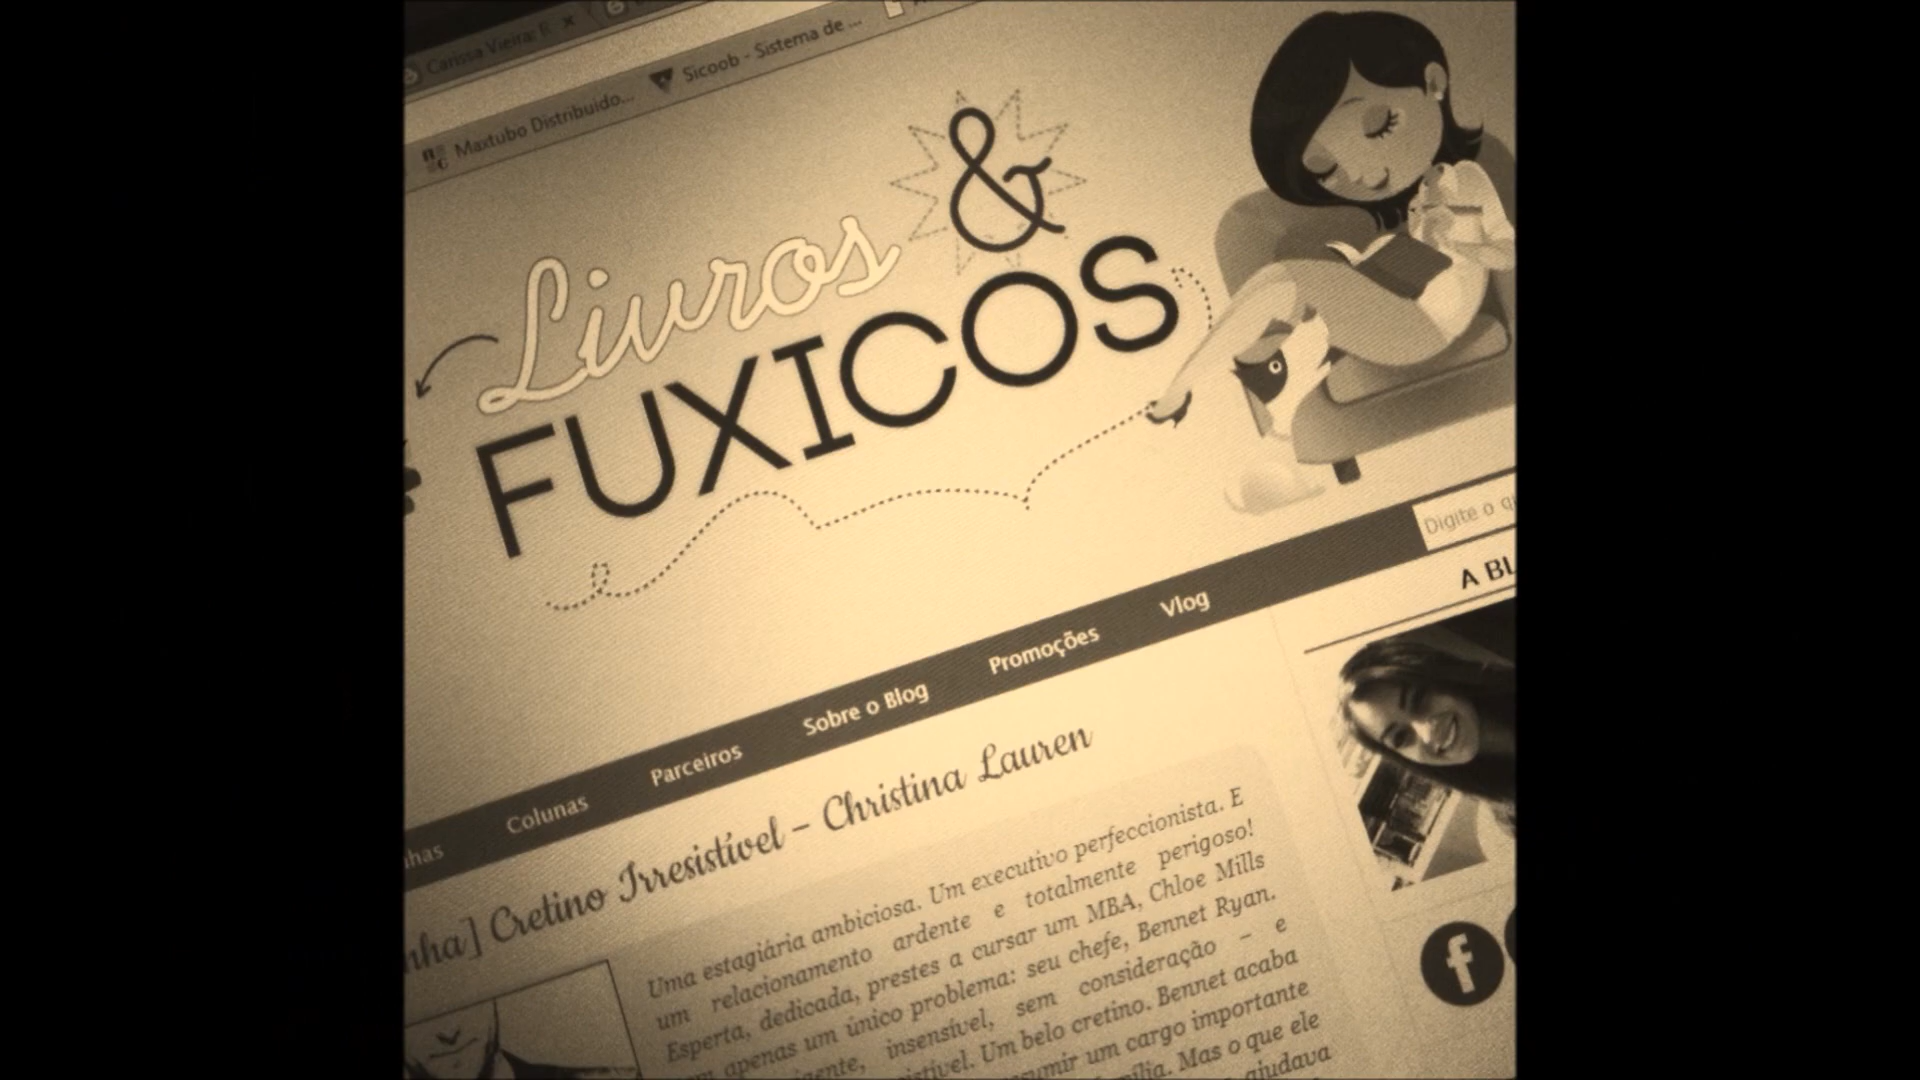 Carissa Vieira:
Maxtubo Distribuido...
Sicoob - Sistema de ...
Livros &
FUXICOS
Digite o
Colunas
Parceiros
Sobre o Blog
Promoções
Vlog
A BL
nha] Cretino Irresistível – Christina Lauren
Uma estagiária ambiciosa. Um executivo perfeccionista. E
um relacionamento ardente e totalmente perigoso!
Esperta, dedicada, prestes a cursar um MBA, Chloe Mills
apenas um único problema: seu chefe, Bennet Ryan.
insensível, sem consideração – e
Um belo cretino. Bennet acaba
um cargo importante
Mas o que ele
ajudava
f